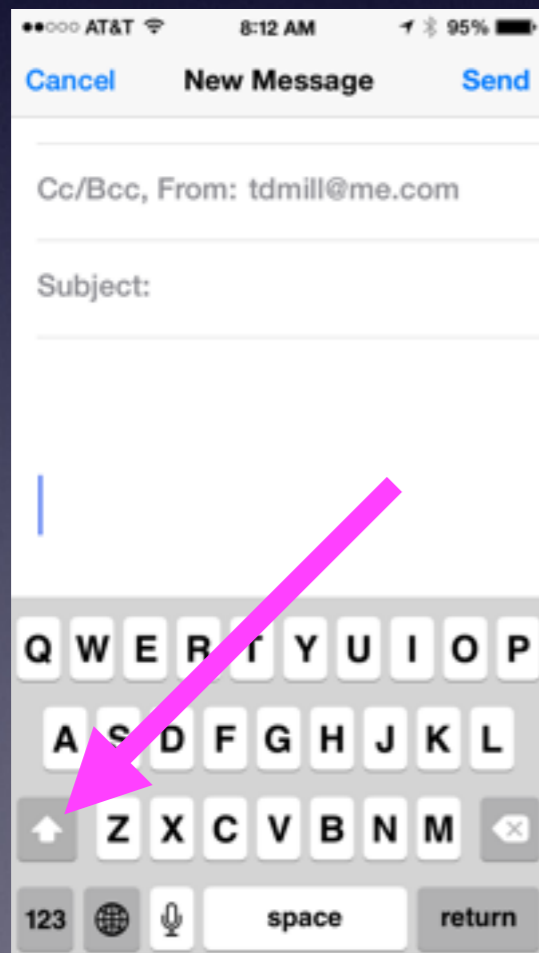 AT&T 8:12 AM 95%
Cancel New Message Send
Cc/Bcc, From: tdmill@me.com
Subject:
Q W E R T Y U I O P
A S D F G H J K L
Z X C V B N M
123 space return